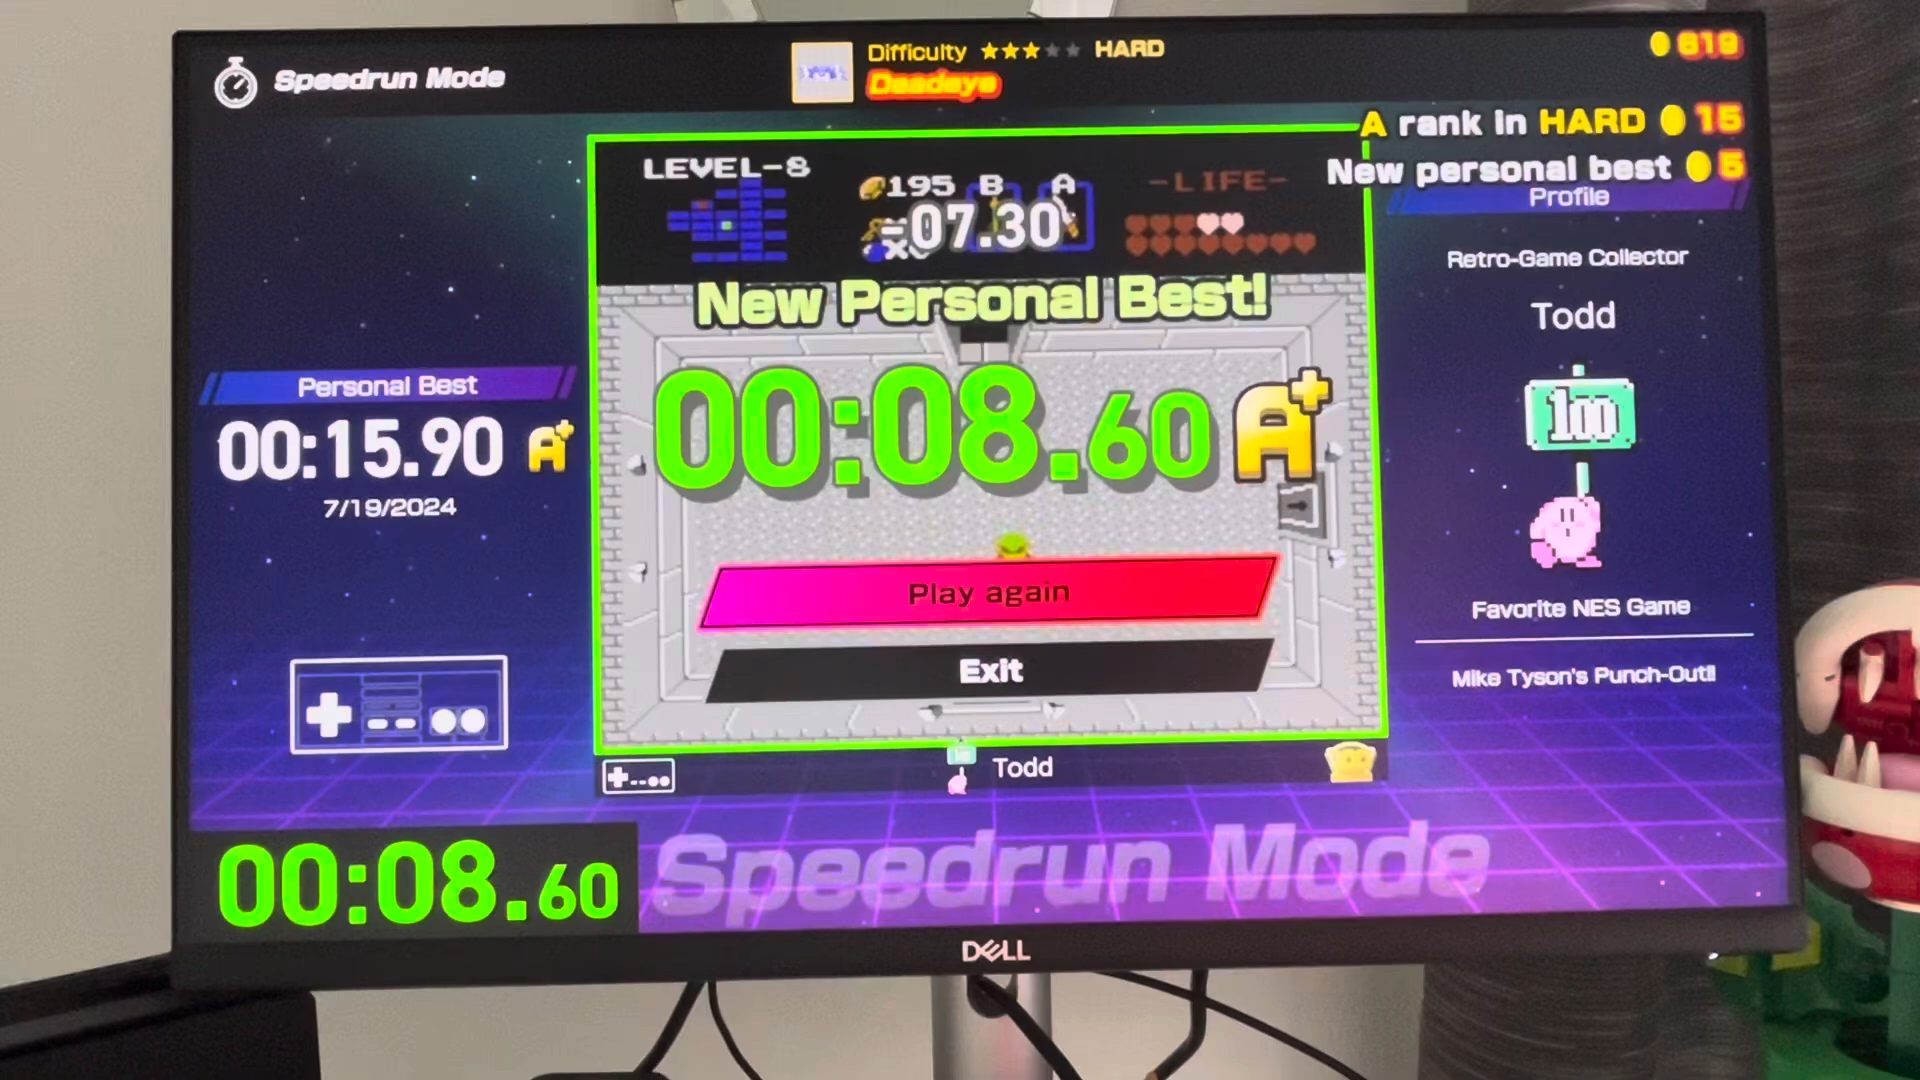 Speedrun Mode
Difficulty ★★★★★ HARD
Deadeye
619
A rank in HARD 15
New personal best 5
LEVEL-8
195 B A
-LIFE-
-07.30
New Personal Best!
00:08.60 A+
Play again
Exit
Todd
Personal Best
00:15.90 A+
7/19/2024
Profile
Retro-Game Collector
Todd
100
Favorite NES Game
Mike Tyson's Punch-Out!!
00:08.60
Speedrun Mode
DELL